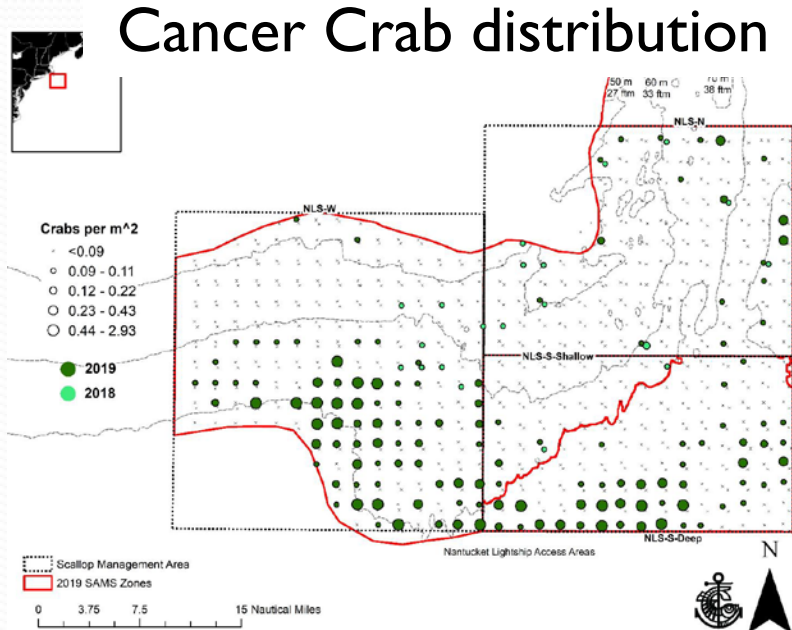 Cancer Crab distribution
50 m 60 m
27 ftm 33 ftm 38 ftm
NLS-N
NLS-W
Crabs per m^2
<0.09
0.09 - 0.11
0.12 - 0.22
0.23 - 0.43
0.44 - 2.93
2019
2018
NLS-S-Shallow
NLS-S-Deep
Nantucket Lightship Access Areas
N
Scallop Management Area
2019 SAMS Zones
0 3.75 7.5 15 Nautical Miles